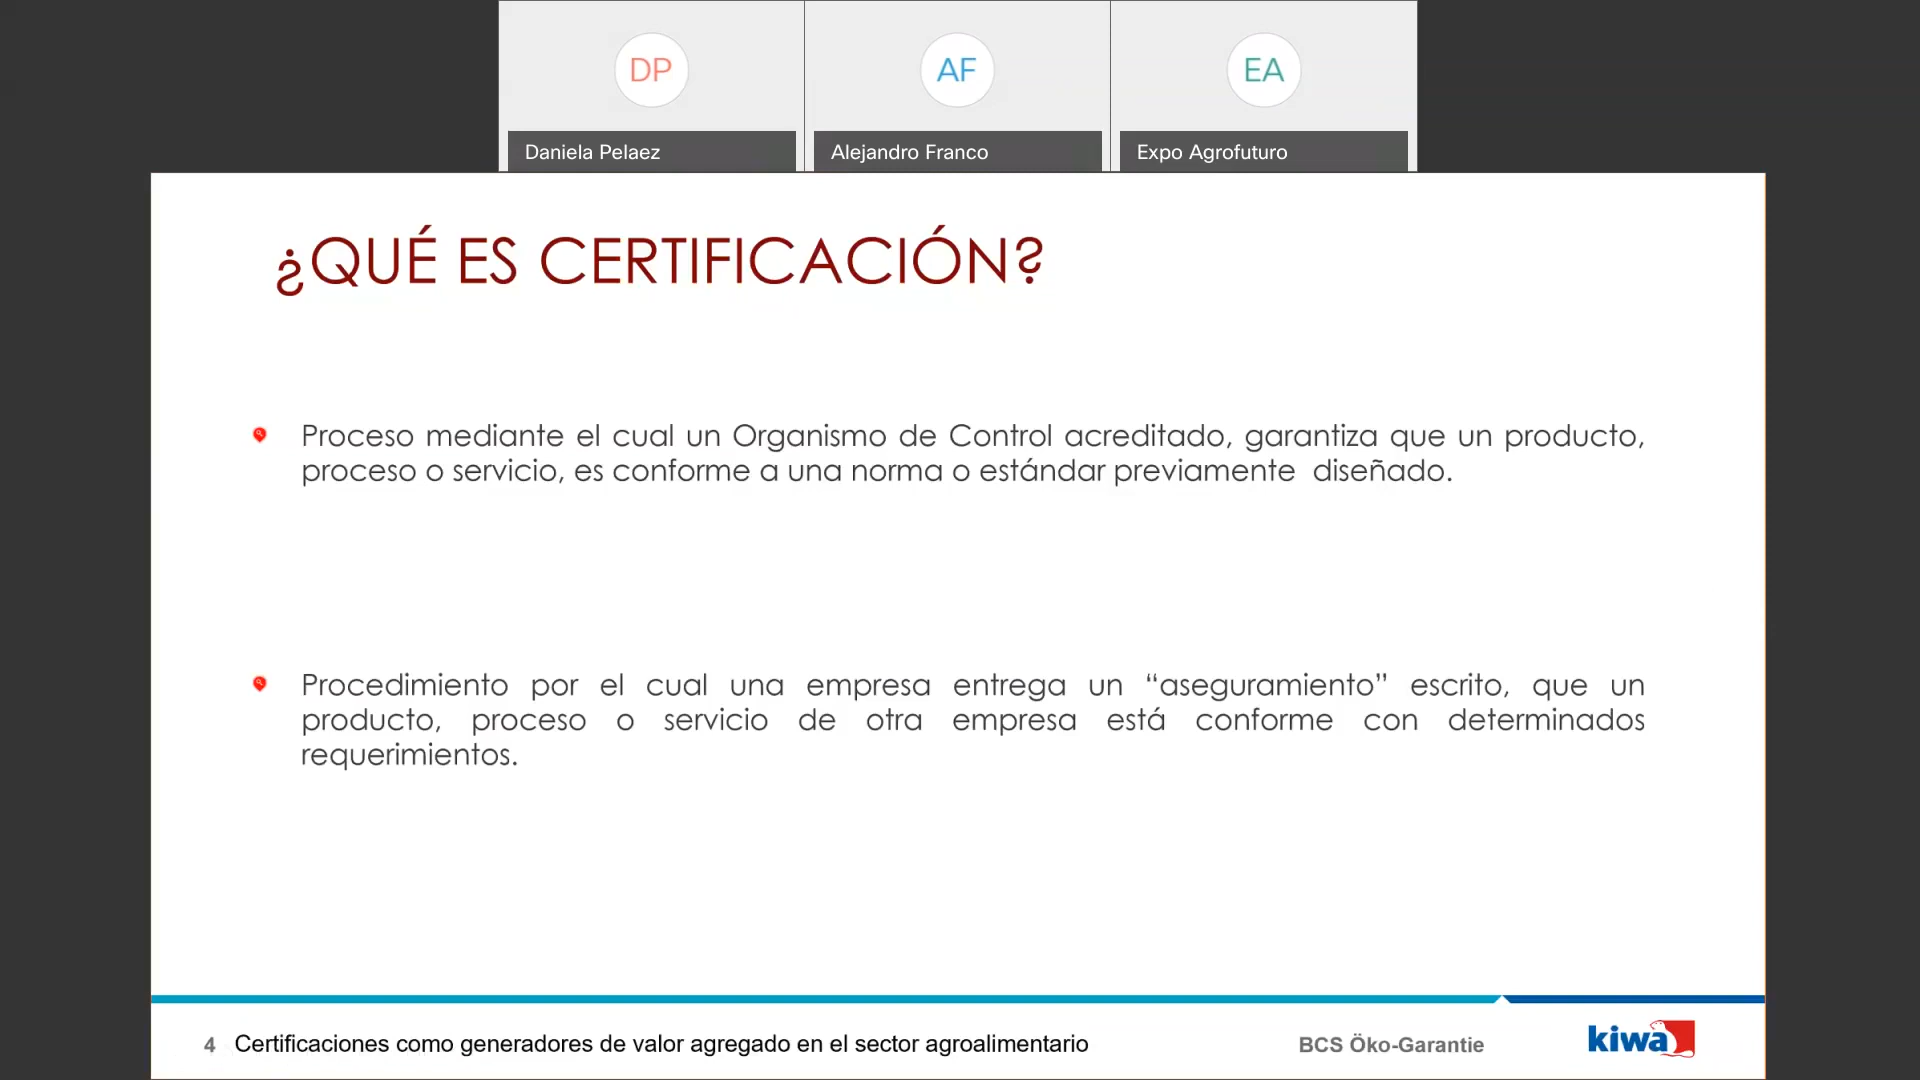 DP
AF
EA
Daniela Pelaez
Alejandro Franco
Expo Agrofuturo
¿QUÉ ES CERTIFICACIÓN?
Proceso mediante el cual un Organismo de Control acreditado, garantiza que un producto,
proceso o servicio, es conforme a una norma o estándar previamente diseñado.
Procedimiento por el cual una empresa entrega un “aseguramiento” escrito, que un
producto, proceso o servicio de otra empresa está conforme con determinados
requerimientos.
4 Certificaciones como generadores de valor agregado en el sector agroalimentario
BCS Öko-Garantie
kiwa